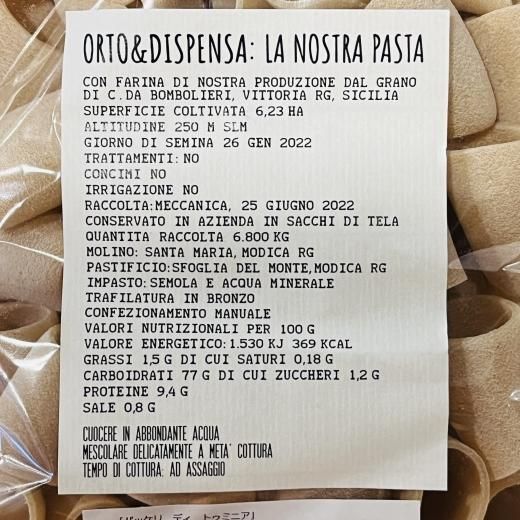 ORTO&DISPENSA: LA NOSTRA PASTA
CON FARINA DI NOSTRA PRODUZIONE DAL GRANO
DI C.DA BOMBOLIERI, VITTORIA RG, SICILIA
SUPERFICIE COLTIVATA 6,23 HA
ALTITUDINE 250 M SLM
GIORNO DI SEMINA 26 GEN 2022
TRATTAMENTI: NO
CONCIMI NO
IRRIGAZIONE NO
RACCOLTA:MECCANICA, 25 GIUGNO 2022
CONSERVATO IN AZIENDA IN SACCHI DI TELA
QUANTITA RACCOLTA 6.800 KG
MOLINO: SANTA MARIA, MODICA RG
PASTIFICIO:SFOGLIA DEL MONTE,MODICA RG
IMPASTO: SEMOLA E ACQUA MINERALE
TRAFILATURA IN BRONZO
CONFEZIONAMENTO MANUALE
VALORI NUTRIZIONALI PER 100 G
VALORE ENERGETICO: 1.530 KJ 369 KCAL
GRASSI 1,5 G DI CUI SATURI 0,18 G
CARBOIDRATI 77 G DI CUI ZUCCHERI 1,2 G
PROTEINE 9,4 G
SALE 0,8 G
CUOCERE IN ABBONDANTE ACQUA
MESCOLARE DELICATAMENTE A META' COTTURA
TEMPO DI COTTURA: AD ASSAGGIO